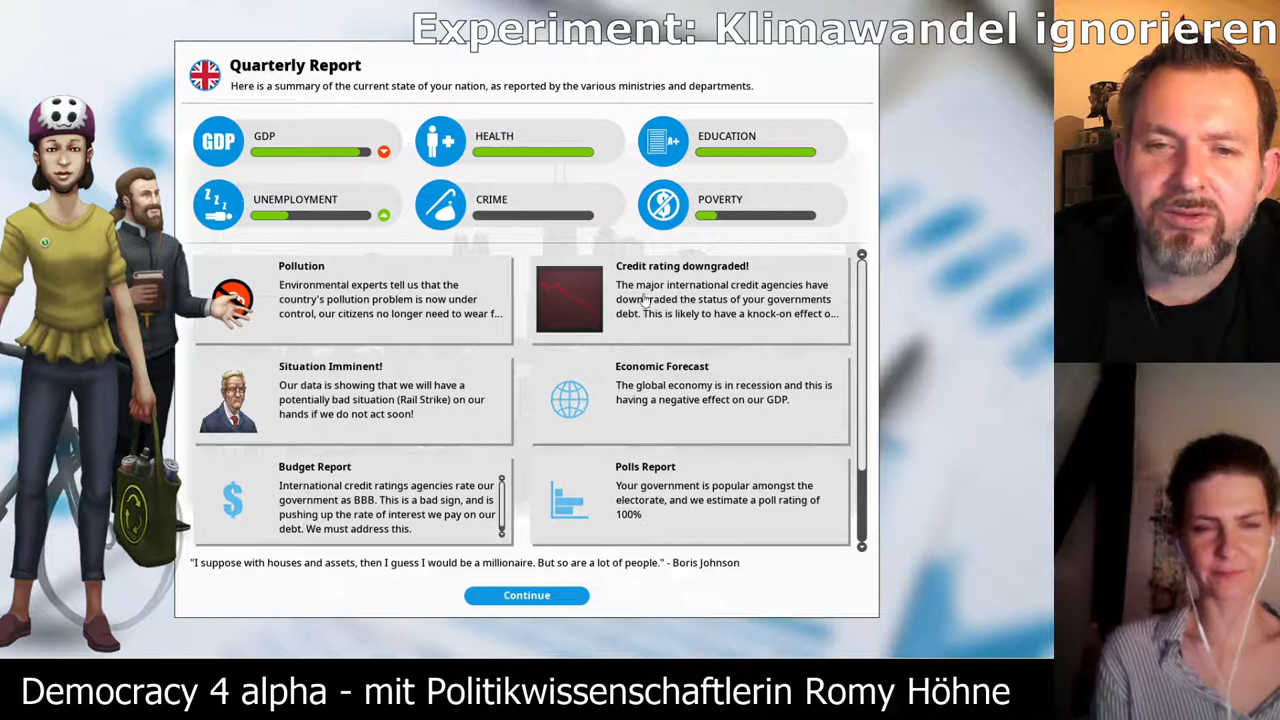 Experiment: Klimawandel ignorieren
Quarterly Report
Here is a summary of the current state of your nation, as reported by the various ministries and departments.
GDP
GDP
HEALTH
A+
EDUCATION
Z Z Z
UNEMPLOYMENT
CRIME
POVERTY
Pollution
Environmental experts tell us that the
country's pollution problem is now under
control, our citizens no longer need to wear f...
Credit rating downgraded!
The major international credit agencies have
downgraded the status of your governments
debt. This is likely to have a knock-on effect o...
Situation Imminent!
Our data is showing that we will have a
potentially bad situation (Rail Strike) on our
hands if we do not act soon!
Economic Forecast
The global economy is in recession and this is
having a negative effect on our GDP.
Budget Report
$
International credit ratings agencies rate our
government as BBB. This is a bad sign, and is
pushing up the rate of interest we pay on our
debt. We must address this.
Polls Report
Your government is popular amongst the
electorate, and we estimate a poll rating of
100%
"I suppose with houses and assets, then I guess I would be a millionaire. But so are a lot of people." - Boris Johnson
Continue
Democracy 4 alpha - mit Politikwissenschaftlerin Romy Höhne